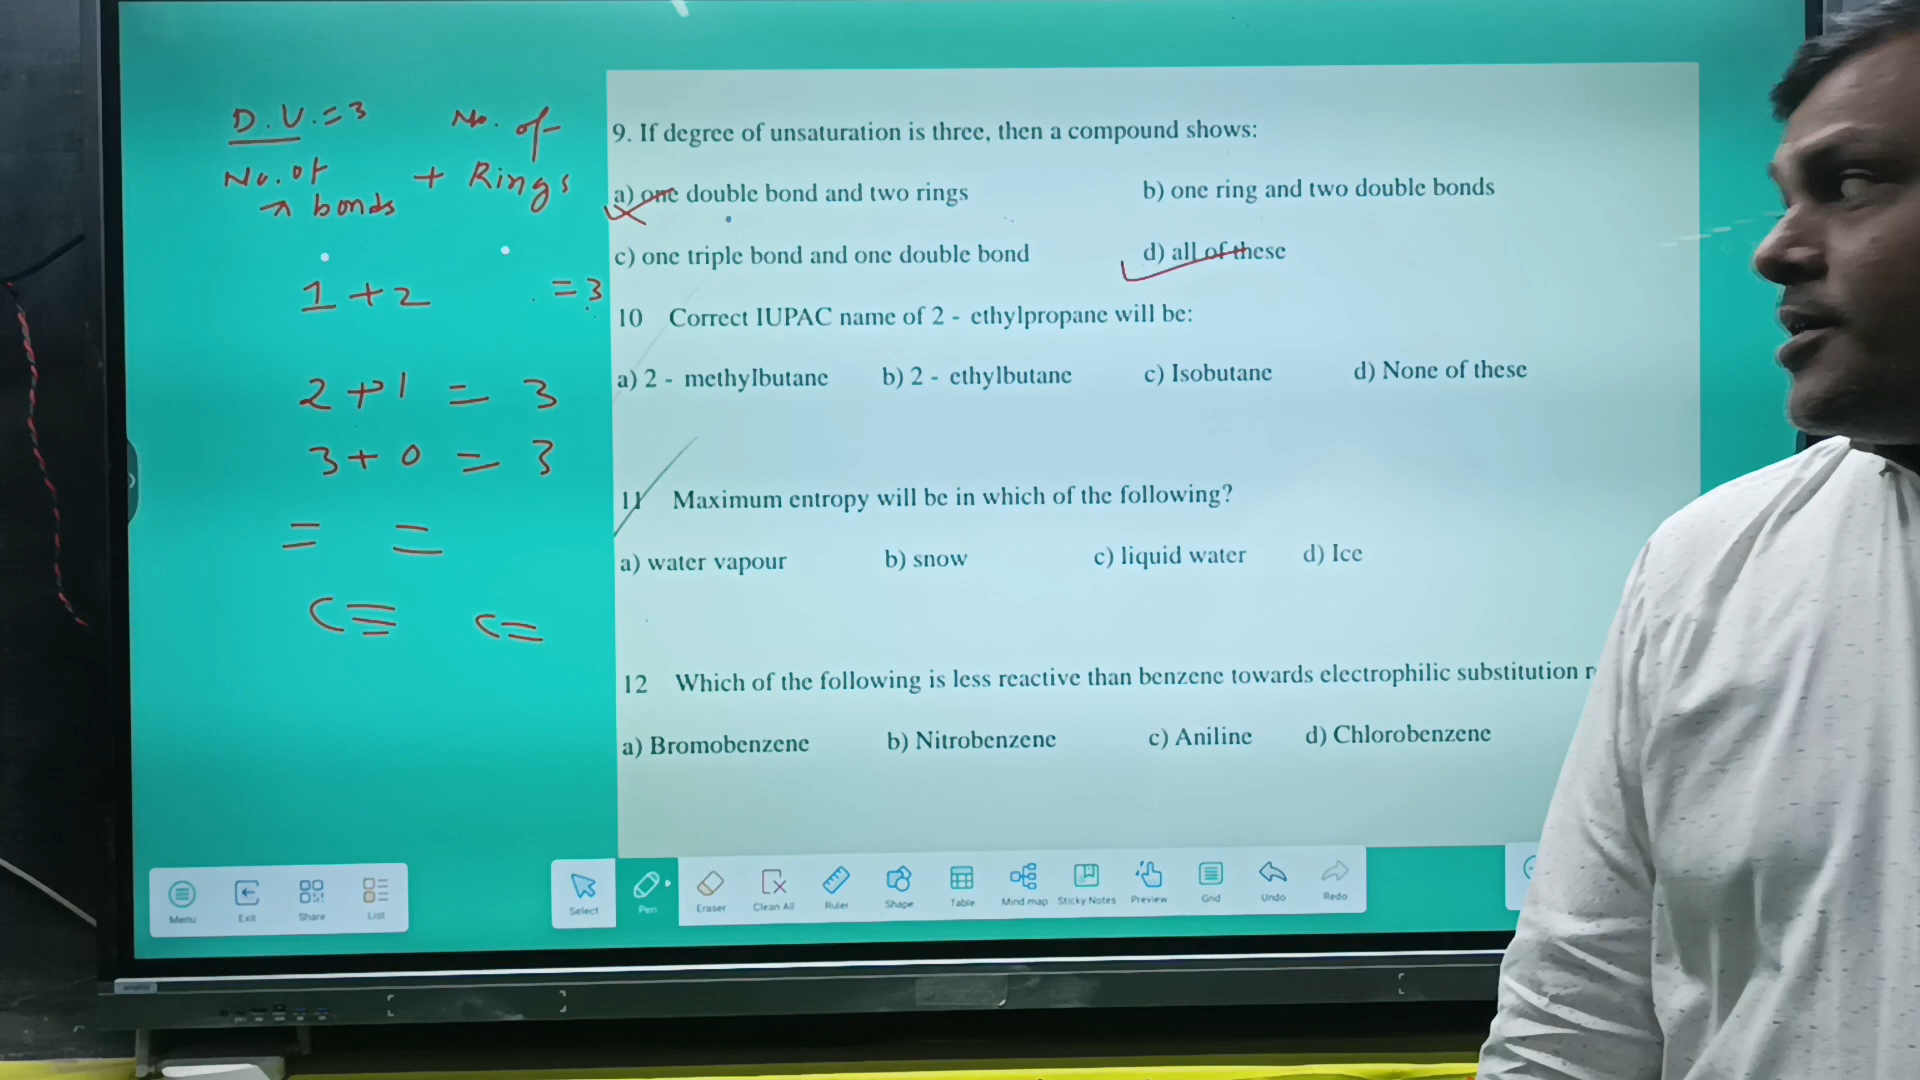 D.U. = 3
No. of
π bonds
+
No. of
Rings
1 + 2 = 3
2 + 1 = 3
3 + 0 = 3
= =
C≡ C=
9. If degree of unsaturation is three, then a compound shows:
a) one double bond and two rings b) one ring and two double bonds
c) one triple bond and one double bond d) all of these
10 Correct IUPAC name of 2 - ethylpropane will be:
a) 2 - methylbutane b) 2 - ethylbutane c) Isobutane d) None of these
11 Maximum entropy will be in which of the following?
a) water vapour b) snow c) liquid water d) Ice
12 Which of the following is less reactive than benzene towards electrophilic substitution r
a) Bromobenzene b) Nitrobenzene c) Aniline d) Chlorobenzene
Menu Exit Share List Select Pen Eraser Clean All Ruler Shape Table Mind map Sticky Notes Preview Grid Undo Redo